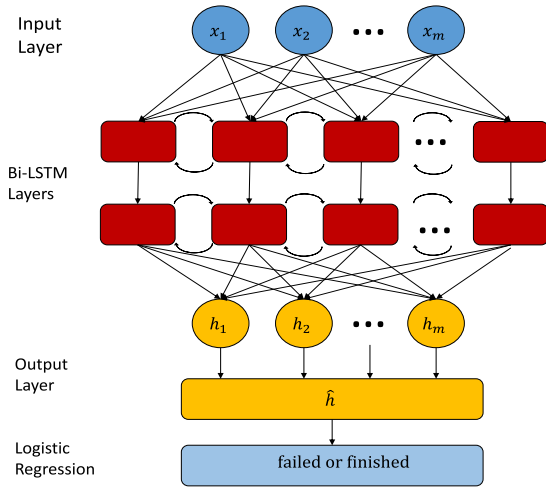 Input
Layer
x₁ x₂ ••• xₘ
Bi-LSTM
Layers
•••
•••
h₁ h₂ ••• hₘ
Output
Layer
ĥ
Logistic
Regression
failed or finished